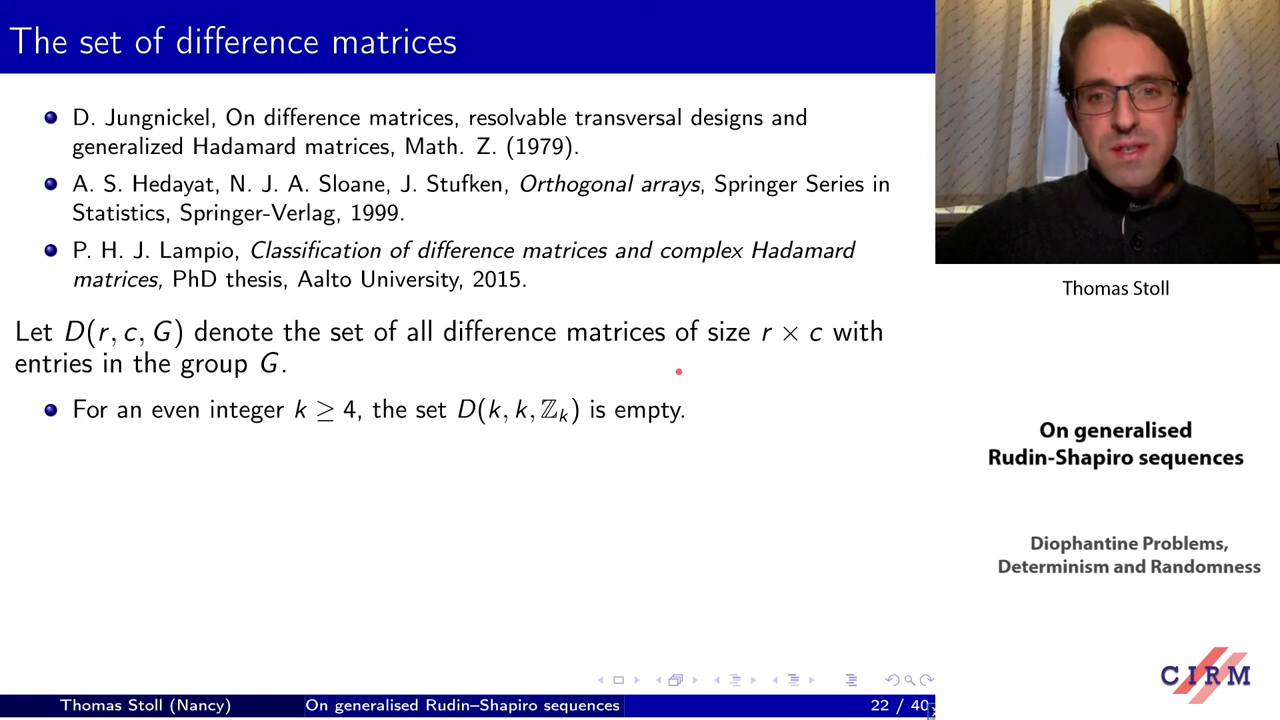 The set of difference matrices
D. Jungnickel, On difference matrices, resolvable transversal designs and
generalized Hadamard matrices, Math. Z. (1979).
A. S. Hedayat, N. J. A. Sloane, J. Stufken, Orthogonal arrays, Springer Series in
Statistics, Springer-Verlag, 1999.
P. H. J. Lampio, Classification of difference matrices and complex Hadamard
matrices, PhD thesis, Aalto University, 2015.
Let D(r, c, G) denote the set of all difference matrices of size r × c with
entries in the group G.
For an even integer k ≥ 4, the set D(k, k, ℤₖ) is empty.
Thomas Stoll (Nancy)
On generalised Rudin–Shapiro sequences
22 / 40
Thomas Stoll
On generalised
Rudin-Shapiro sequences
Diophantine Problems,
Determinism and Randomness
CIRM